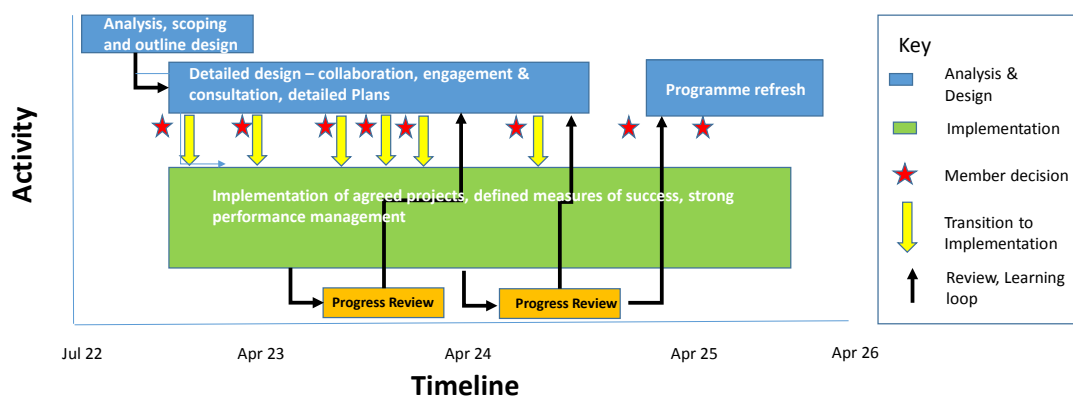 Analysis, scoping
and outline design
Detailed design – collaboration, engagement &
consultation, detailed Plans
Programme refresh
Implementation of agreed projects, defined measures of success, strong
performance management
Progress Review
Progress Review
Activity
Jul 22
Apr 23
Apr 24
Apr 25
Apr 26
Timeline
Key
Analysis &
Design
Implementation
Member decision
Transition to
Implementation
Review, Learning
loop